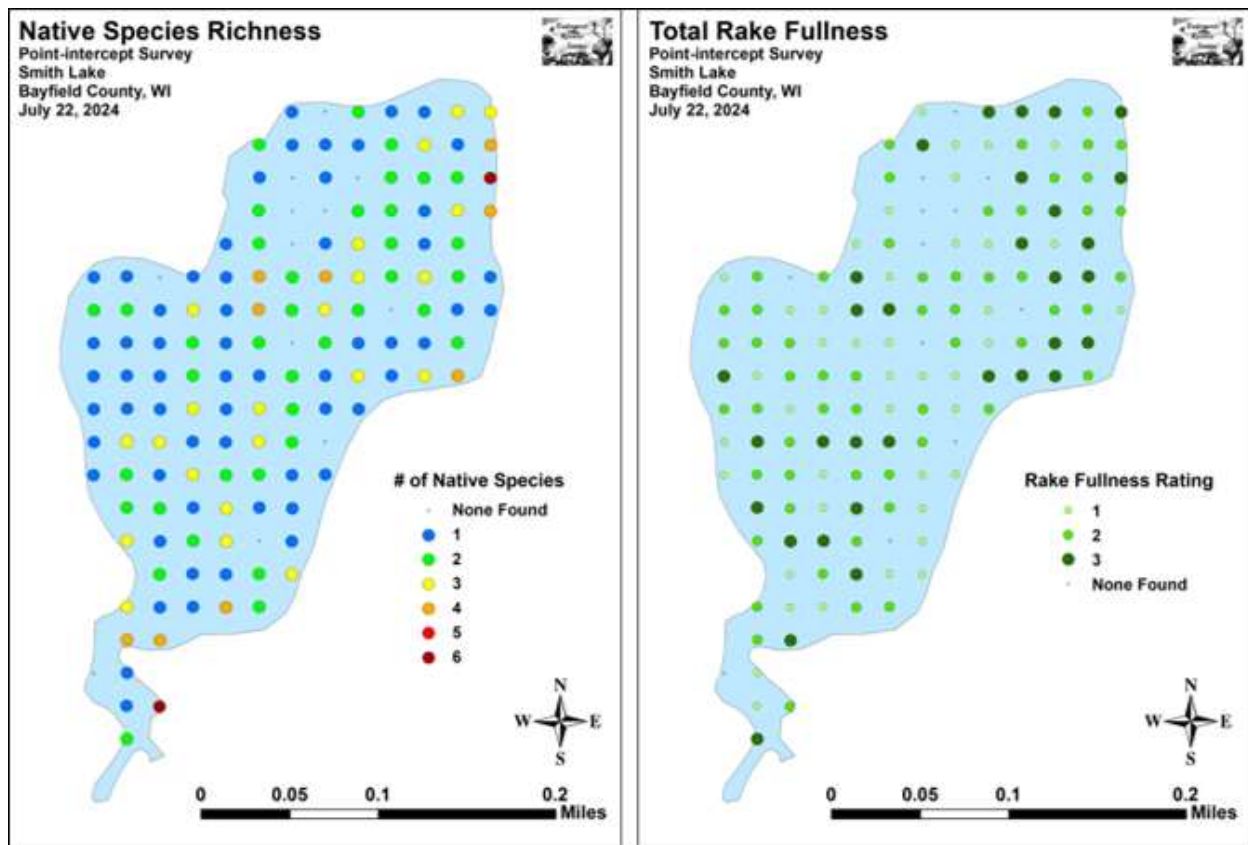 Native Species Richness
Point-intercept Survey
Smith Lake
Bayfield County, WI
July 22, 2024
# of Native Species
None Found
1
2
3
4
5
6
N
W E
S
0 0.05 0.1 0.2
Miles
Total Rake Fullness
Point-intercept Survey
Smith Lake
Bayfield County, WI
July 22, 2024
Rake Fullness Rating
1
2
3
None Found
N
W E
S
0 0.05 0.1 0.2
Miles